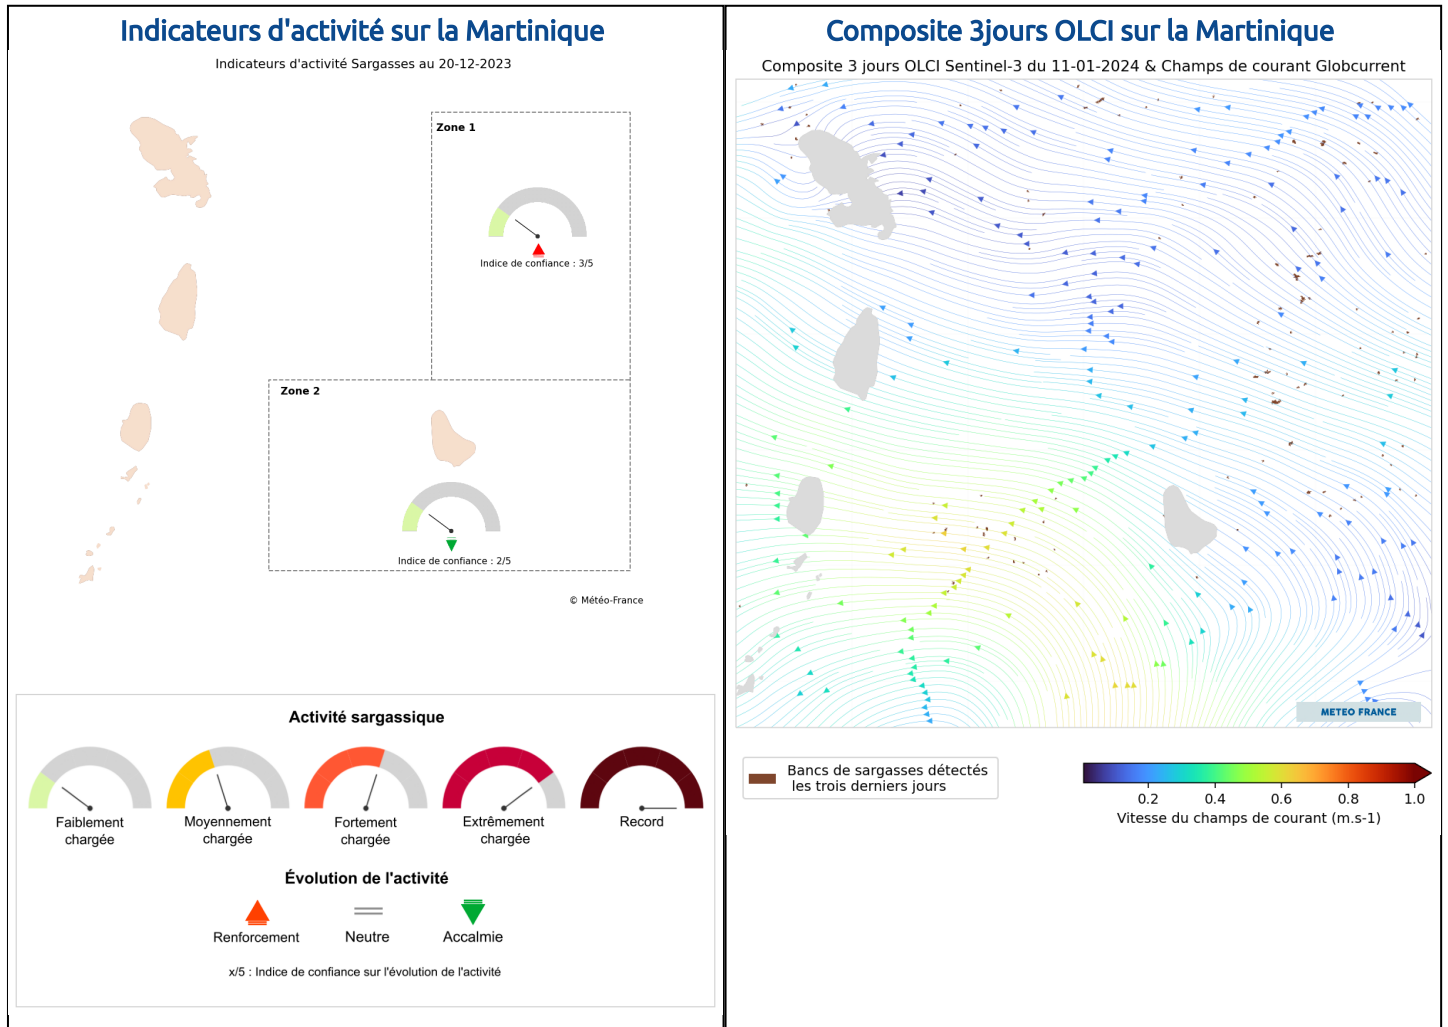 Indicateurs d'activité sur la Martinique
Indicateurs d'activité Sargasses au 20-12-2023
Zone 1
Indice de confiance : 3/5
Zone 2
Indice de confiance : 2/5
© Météo-France
Activité sargassique
Faiblement
chargée
Moyennement
chargée
Fortement
chargée
Extrêmement
chargée
Record
Évolution de l'activité
Renforcement
Neutre
Accalmie
x/5 : Indice de confiance sur l'évolution de l'activité
Composite 3jours OLCI sur la Martinique
Composite 3 jours OLCI Sentinel-3 du 11-01-2024 & Champs de courant Globcurrent
METEO FRANCE
Bancs de sargasses détectés
les trois derniers jours
0.2 0.4 0.6 0.8 1.0
Vitesse du champs de courant (m.s-1)